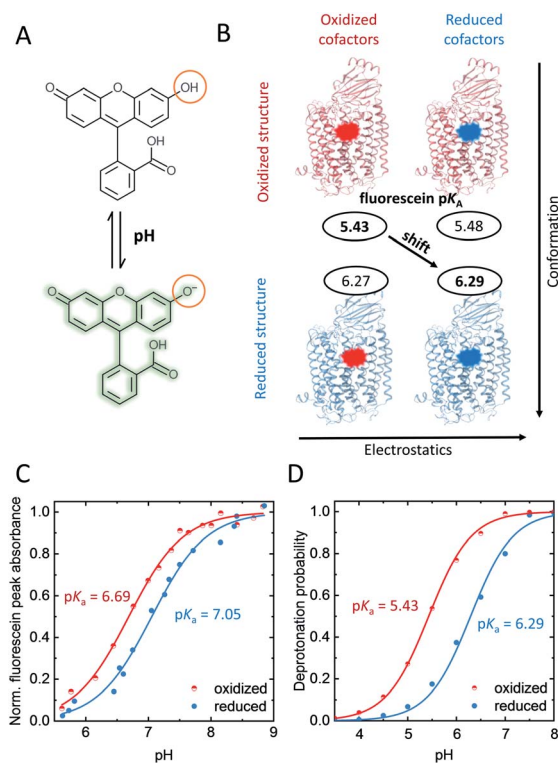 A
O
O
OH
OH
O
pH
O
O
O⁻
OH
O
B
Oxidized
cofactors
Reduced
cofactors
Oxidized structure
fluorescein pKA
5.43
5.48
shift
6.27
6.29
Reduced structure
Conformation
Electrostatics
C
Norm. fluorescein peak absorbance
1.0
0.8
0.6
0.4
0.2
0.0
pKa = 6.69
pKa = 7.05
oxidized
reduced
6
7
8
9
pH
D
Deprotonation probability
1.0
0.8
0.6
0.4
0.2
0.0
pKa = 5.43
pKa = 6.29
oxidized
reduced
4
5
6
7
8
pH